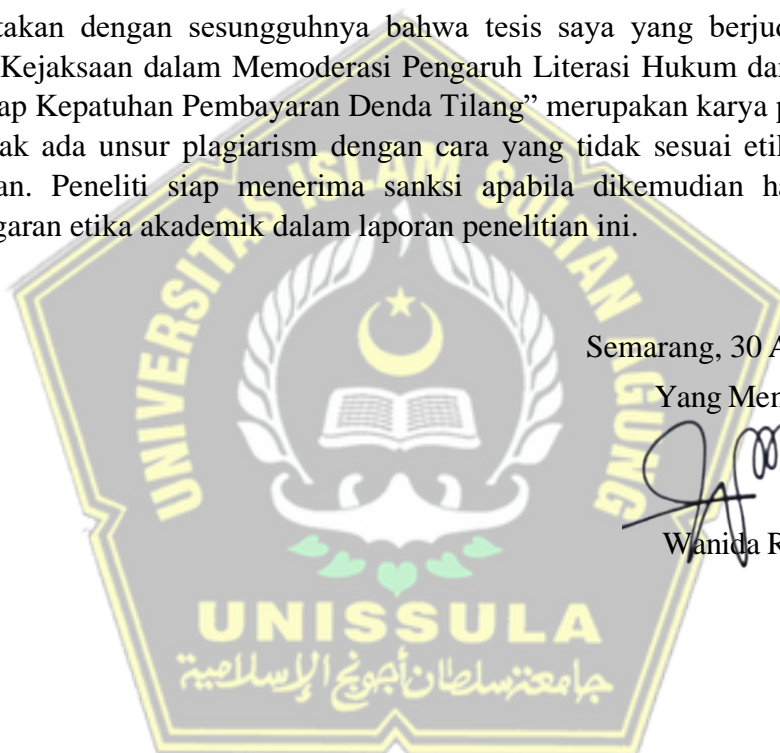 takan dengan sesungguhnya bahwa tesis saya yang berju
Kejaksaan dalam Memoderasi Pengaruh Literasi Hukum da
ap Kepatuhan Pembayaran Denda Tilang” merupakan karya p
ak ada unsur plagiarism dengan cara yang tidak sesuai etik
an. Peneliti siap menerima sanksi apabila dikemudian ha
garan etika akademik dalam laporan penelitian ini.
UNIVERSITAS ISLAM SULTAN AGUNG
Semarang, 30 A
Yang Men
Wanida R
UNISSULA
جامعة سلطان أجونج الإسلامية